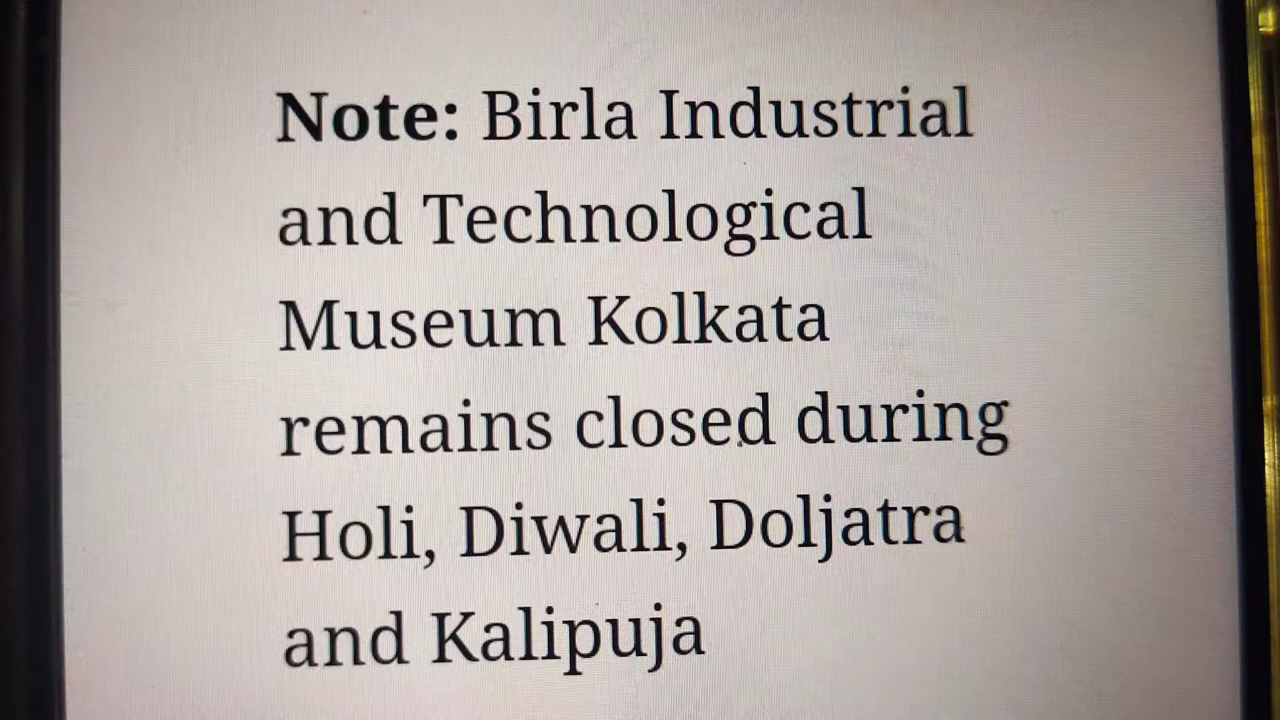 Note: Birla Industrial
and Technological
Museum Kolkata
remains closed during
Holi, Diwali, Doljatra
and Kalipuja